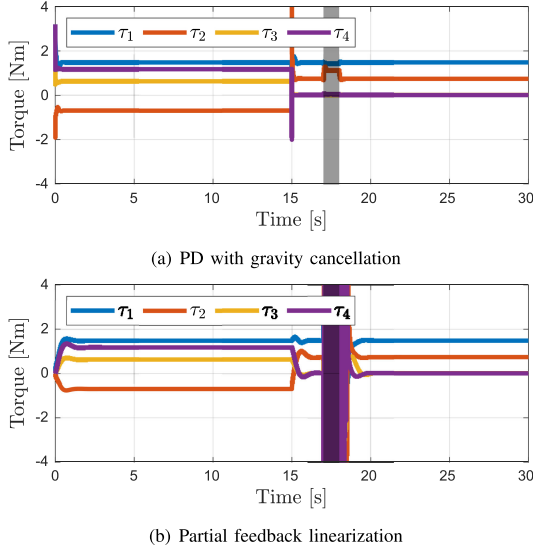 τ1 τ2 τ3 τ4
4
2
0
-2
-4
Torque [Nm]
0 5 10 15 20 25 30
Time [s]
(a) PD with gravity cancellation
τ1 τ2 τ3 τ4
4
2
0
-2
-4
Torque [Nm]
0 5 10 15 20 25 30
Time [s]
(b) Partial feedback linearization